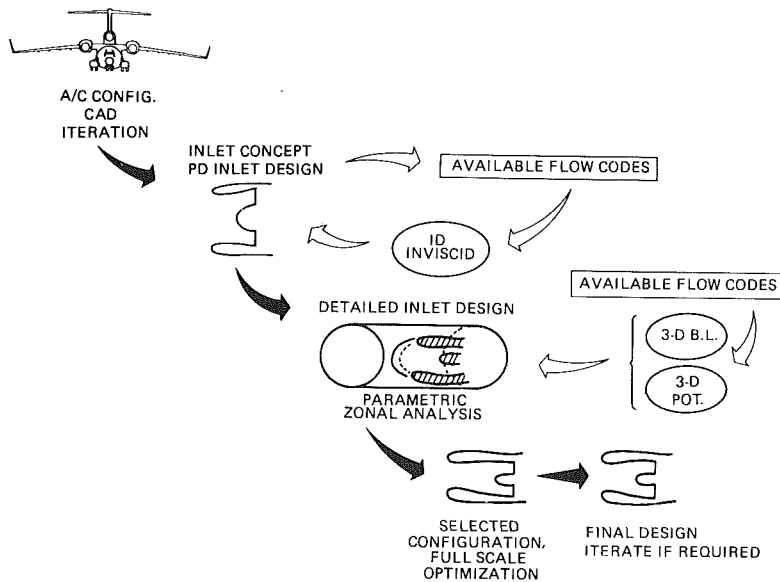 A/C CONFIG.
CAD
ITERATION
INLET CONCEPT
PD INLET DESIGN
AVAILABLE FLOW CODES
ID
INVISCID
AVAILABLE FLOW CODES
DETAILED INLET DESIGN
3-D B.L.
3-D
POT.
PARAMETRIC
ZONAL ANALYSIS
SELECTED
CONFIGURATION,
FULL SCALE
OPTIMIZATION
FINAL DESIGN
ITERATE IF REQUIRED